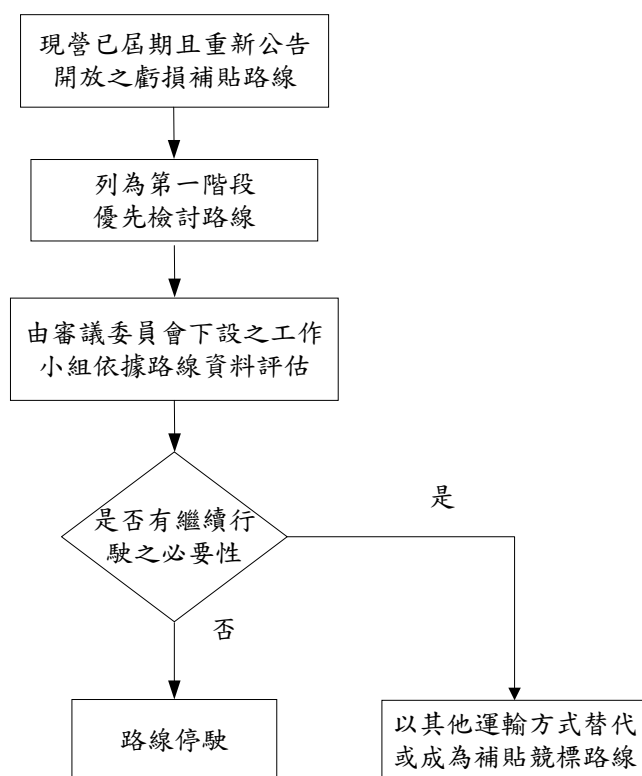 現營已屆期且重新公告
開放之虧損補貼路線
列為第一階段
優先檢討路線
由審議委員會下設之工作
小組依據路線資料評估
是否有繼續行
駛之必要性
是
否
路線停駛
以其他運輸方式替代
或成為補貼競標路線